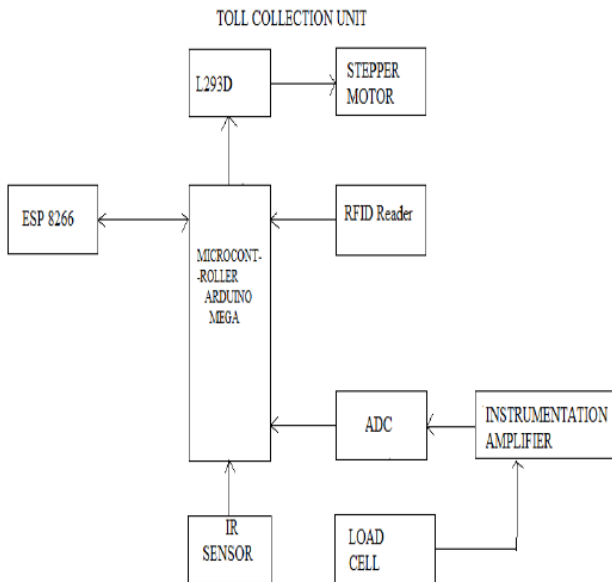 TOLL COLLECTION UNIT
L293D
STEPPER
MOTOR
ESP 8266
MICROCONT-
-ROLLER
ARDUINO
MEGA
RFID Reader
ADC
INSTRUMENTATION
AMPLIFIER
IR
SENSOR
LOAD
CELL